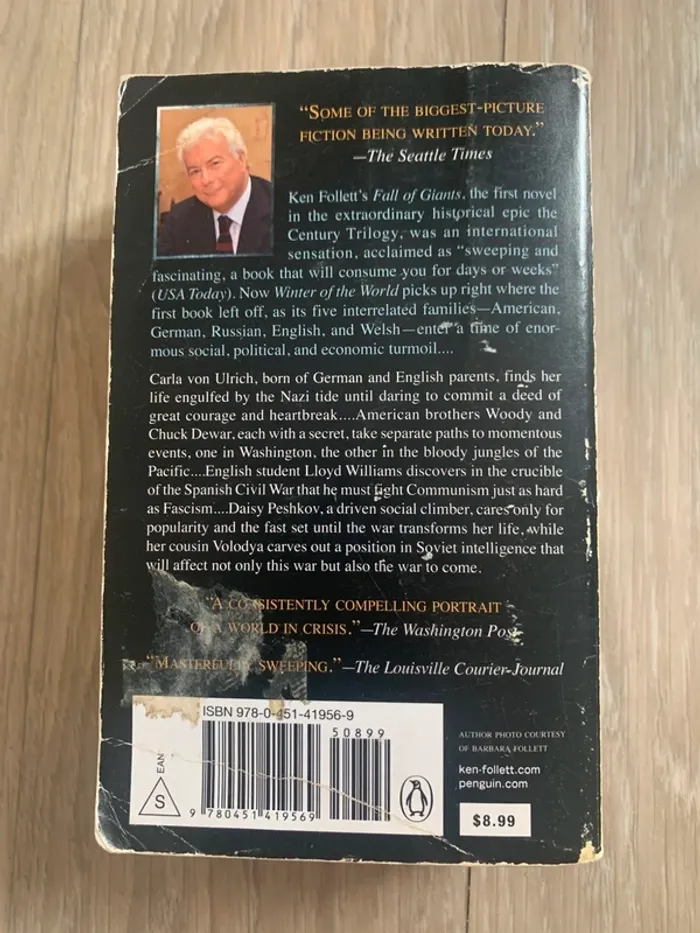 “SOME OF THE BIGGEST-PICTURE
FICTION BEING WRITTEN TODAY.”
—The Seattle Times
Ken Follett's Fall of Giants, the first novel
in the extraordinary historical epic the
Century Trilogy, was an international
sensation, acclaimed as “sweeping and
fascinating, a book that will consume you for days or weeks”
(USA Today). Now Winter of the World picks up right where the
first book left off, as its five interrelated families—American,
German, Russian, English, and Welsh—enter a time of enor-
mous social, political, and economic turmoil....
Carla von Ulrich, born of German and English parents, finds her
life engulfed by the Nazi tide until daring to commit a deed of
great courage and heartbreak....American brothers Woody and
Chuck Dewar, each with a secret, take separate paths to momentous
events, one in Washington, the other in the bloody jungles of the
Pacific....English student Lloyd Williams discovers in the crucible
of the Spanish Civil War that he must fight Communism just as hard
as Fascism....Daisy Peshkov, a driven social climber, cares only for
popularity and the fast set until the war transforms her life, while
her cousin Volodya carves out a position in Soviet intelligence that
will affect not only this war but also the war to come.
“A CONSISTENTLY COMPELLING PORTRAIT
OF A WORLD IN CRISIS.”—The Washington Post
“MASTERFULLY SWEEPING.”—The Louisville Courier-Journal
ISBN 978-0-451-41956-9
50899
EAN
S
9 780451 419569
AUTHOR PHOTO COURTESY
OF BARBARA FOLLETT
ken-follett.com
penguin.com
$8.99